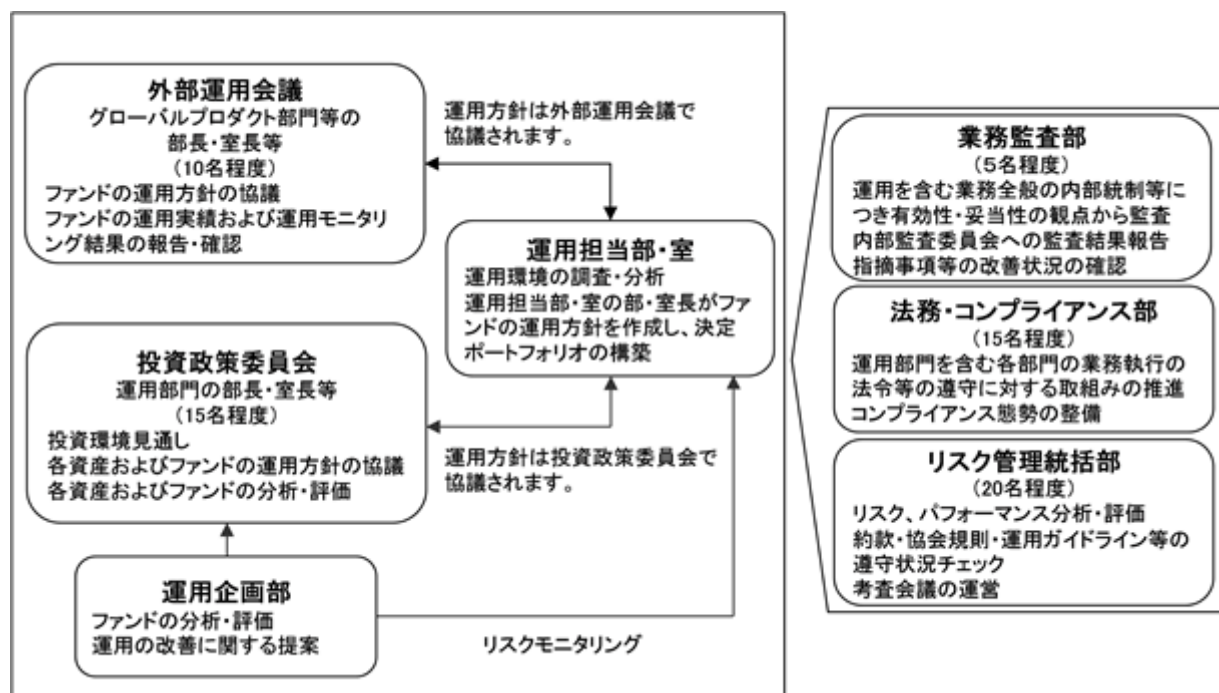 外部運用会議
グローバルプロダクト部門等の
部長・室長等
(10名程度)
ファンドの運用方針の協議
ファンドの運用実績および運用モニタリ
ング結果の報告・確認
運用方針は外部運用会議で
協議されます。
運用担当部・室
運用環境の調査・分析
運用担当部・室の部・室長がファ
ンドの運用方針を作成し、決定
ポートフォリオの構築
投資政策委員会
運用部門の部長・室長等
(15名程度)
投資環境見通し
各資産およびファンドの運用方針の協議
各資産およびファンドの分析・評価
運用方針は投資政策委員会で
協議されます。
運用企画部
ファンドの分析・評価
運用の改善に関する提案
リスクモニタリング
業務監査部
(5名程度)
運用を含む業務全般の内部統制等に
つき有効性・妥当性の観点から監査
内部監査委員会への監査結果報告
指摘事項等の改善状況の確認
法務・コンプライアンス部
(15名程度)
運用部門を含む各部門の業務執行の
法令等の遵守に対する取組みの推進
コンプライアンス態勢の整備
リスク管理統括部
(20名程度)
リスク、パフォーマンス分析・評価
約款・協会規則・運用ガイドライン等の
遵守状況チェック
考査会議の運営